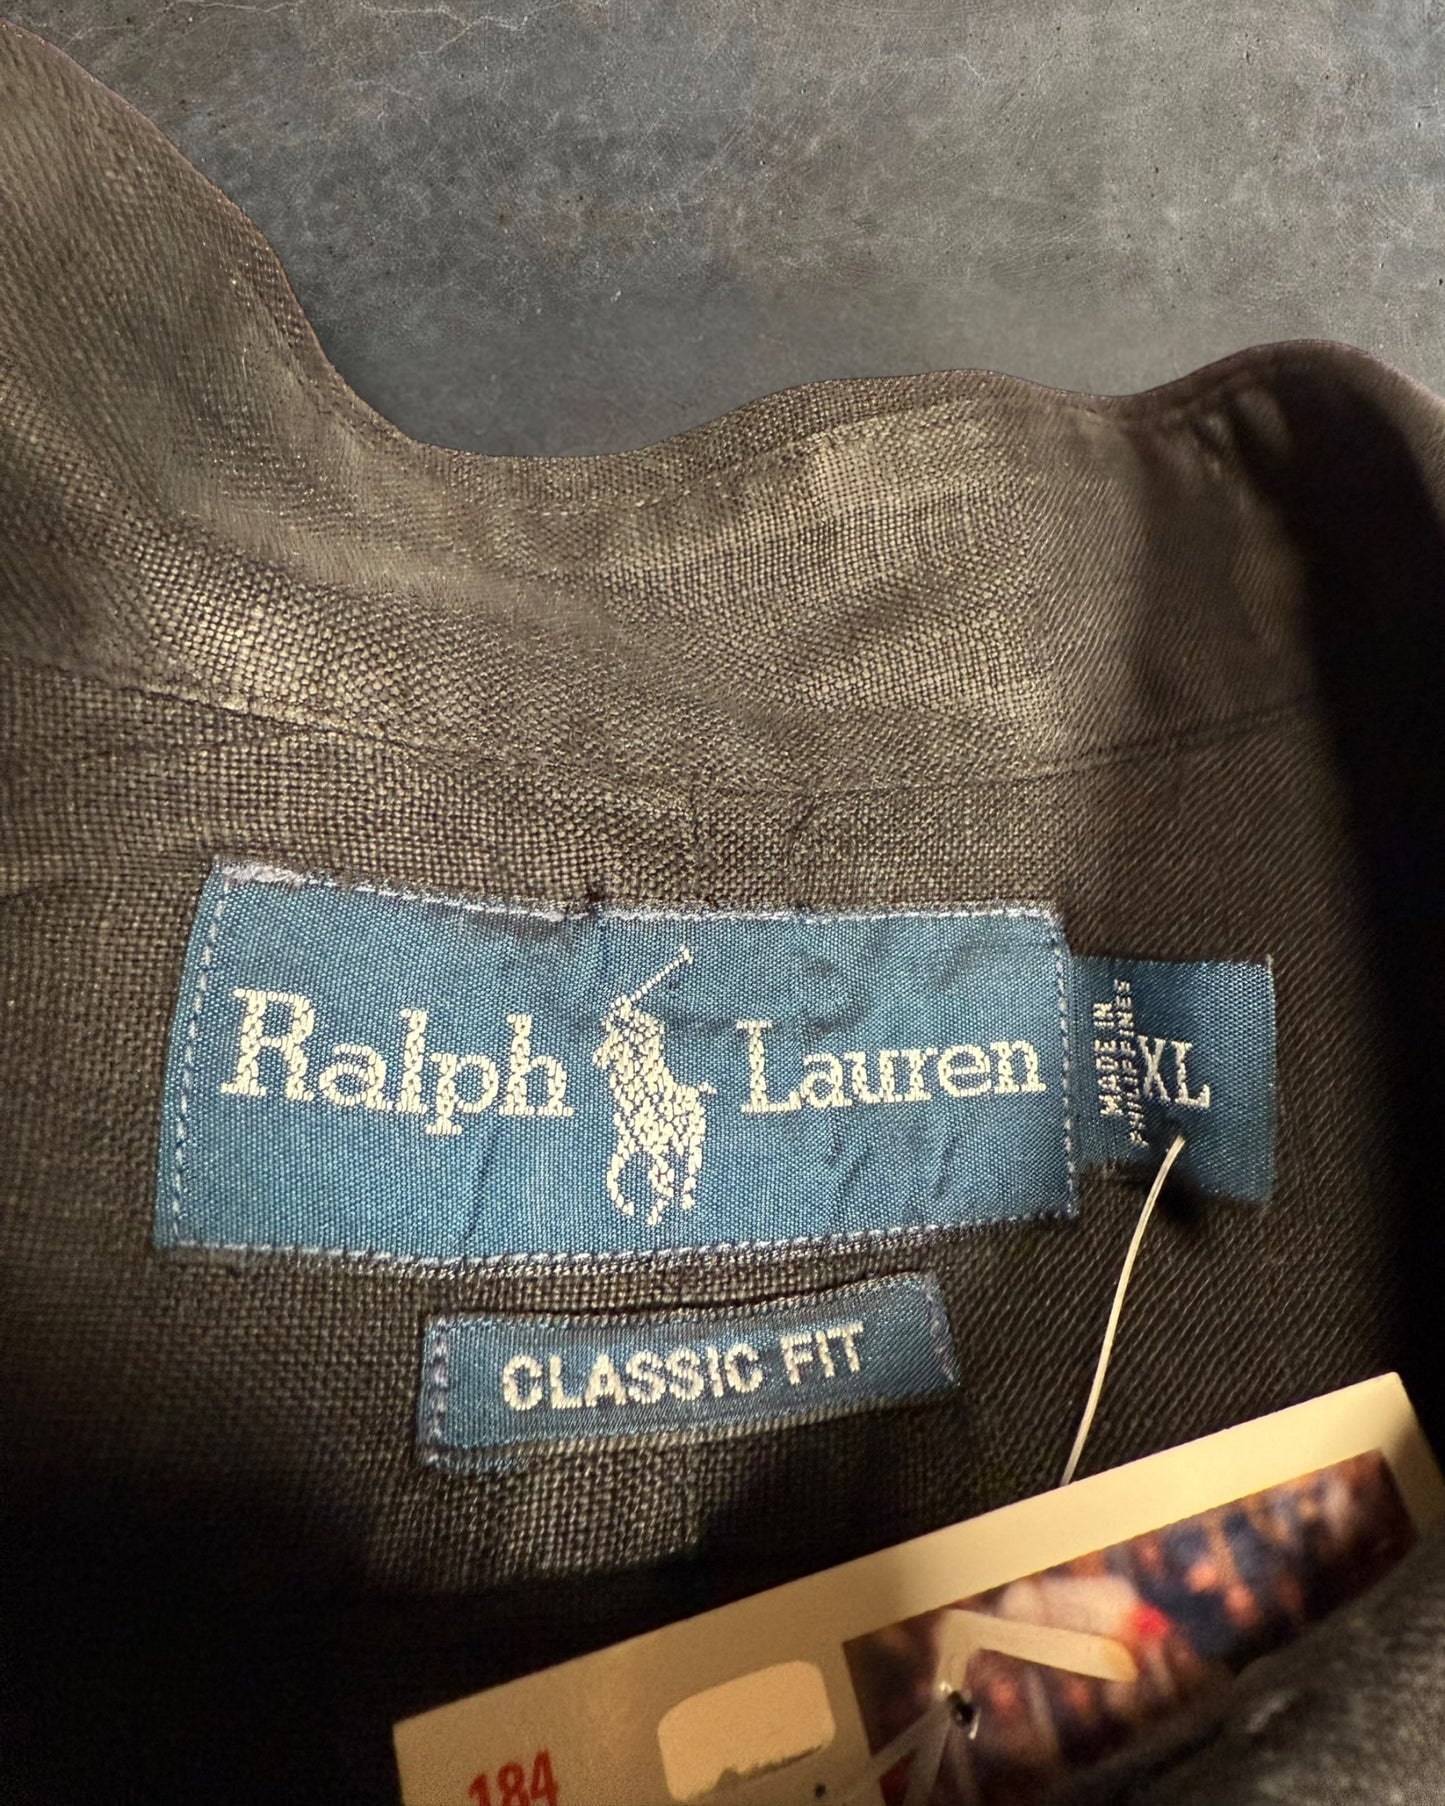 Ralph Lauren
MADE IN
PHILIPPINES
XL
CLASSIC FIT
184